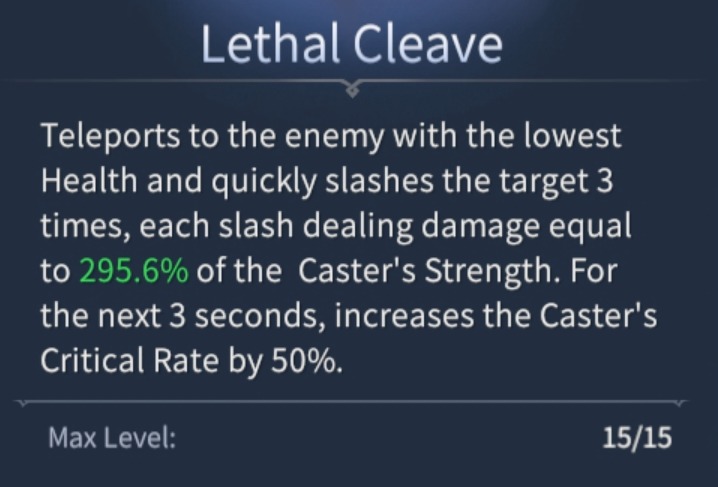 Lethal Cleave
Teleports to the enemy with the lowest
Health and quickly slashes the target 3
times, each slash dealing damage equal
to 295.6% of the  Caster's Strength. For
the next 3 seconds, increases the Caster's
Critical Rate by 50%.
Max Level: 15/15